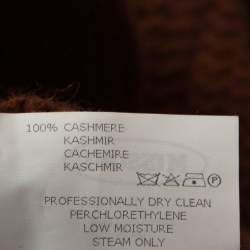 100% CASHMERE
KASHMIR
CACHEMIRE
KASCHMIR
P
PROFESSIONALLY DRY CLEAN
PERCHLORETHYLENE
LOW MOISTURE
STEAM ONLY